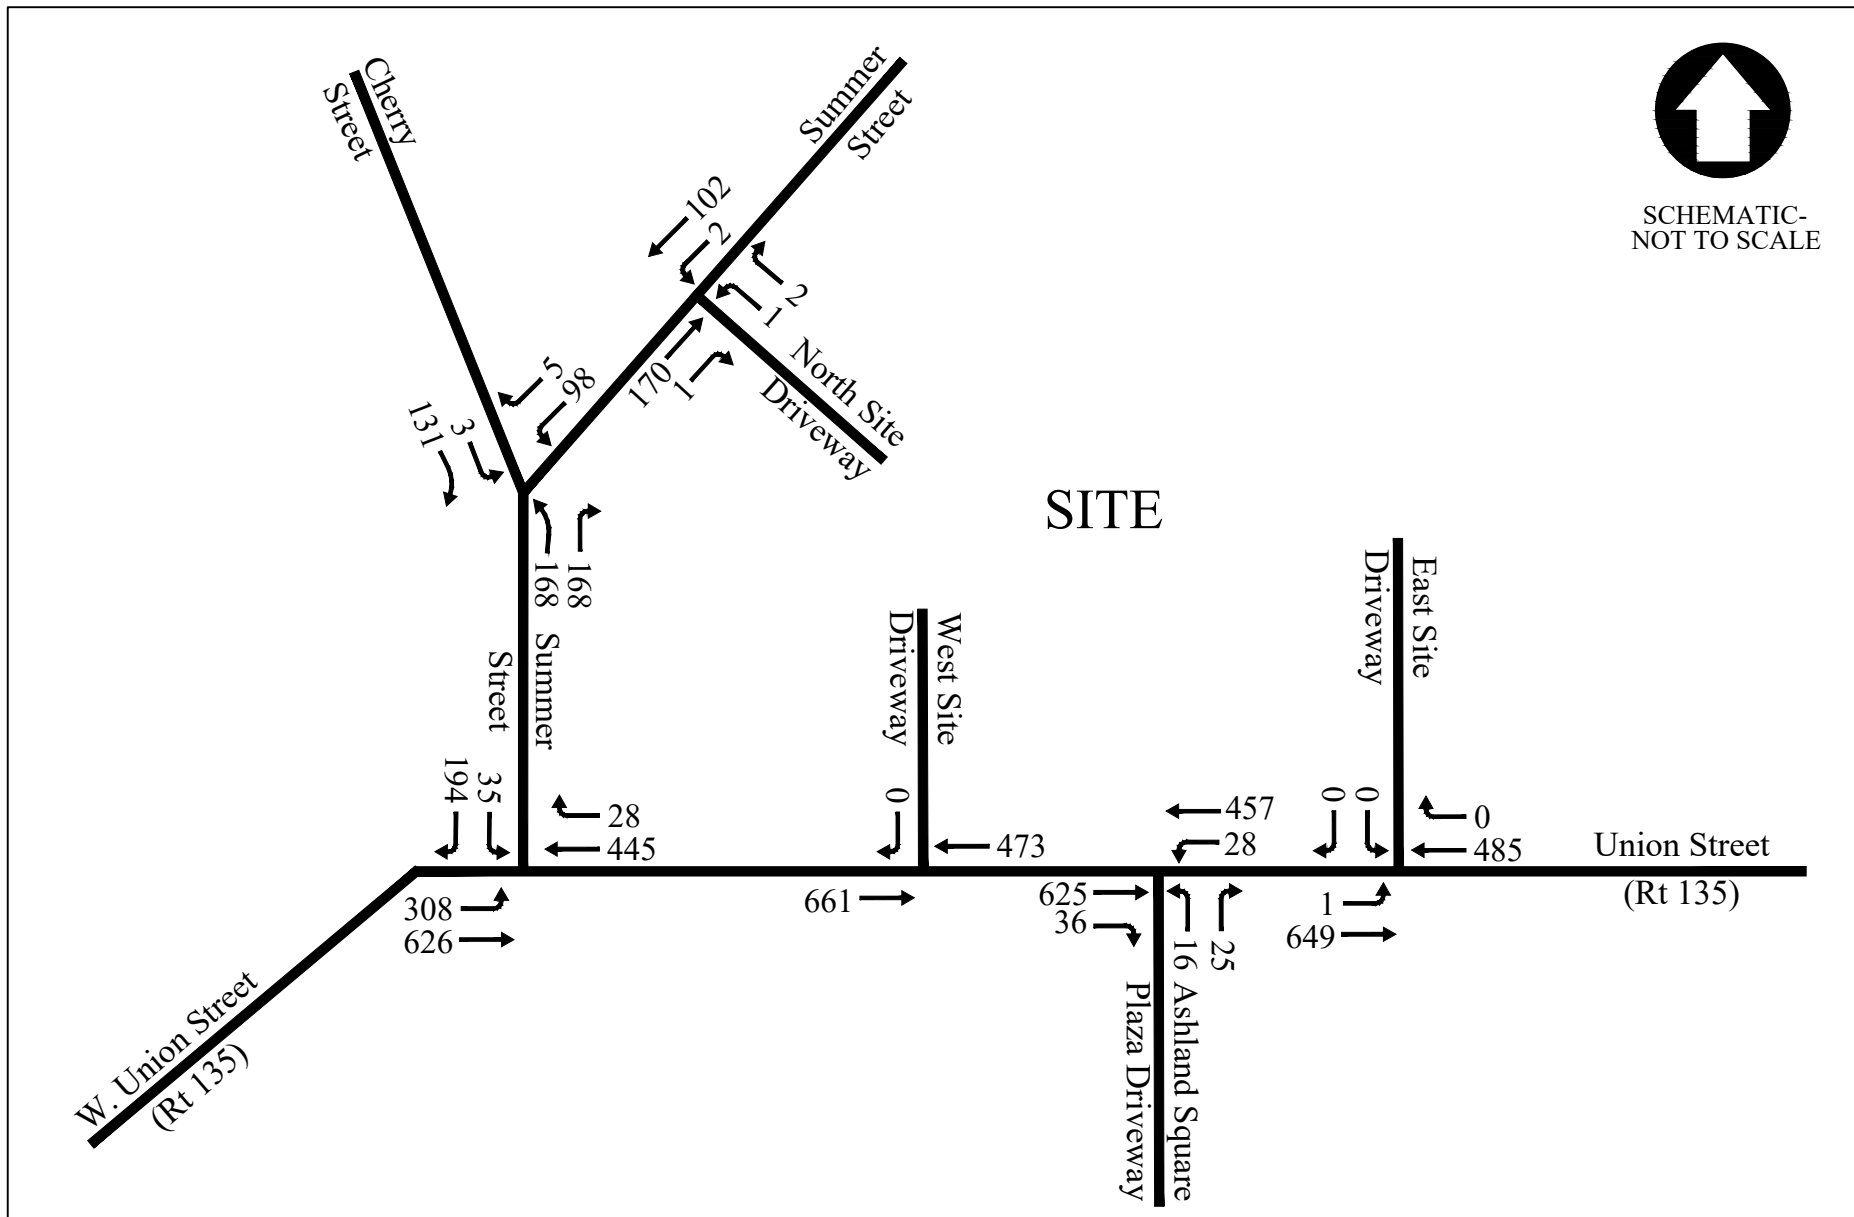 Cherry
Street
Summer
Street
SCHEMATIC-
NOT TO SCALE
102
2
2
1
170
1
North Site
Driveway
5
98
3
131
168
168
SITE
Summer
Street
West Site
Driveway
East Site
Driveway
194
35
28
445
308
626
0
473
661
457
28
625
36
16
25
0
0
0
485
1
649
Union Street
(Rt 135)
Ashland Square
Plaza Driveway
W. Union Street
(Rt 135)